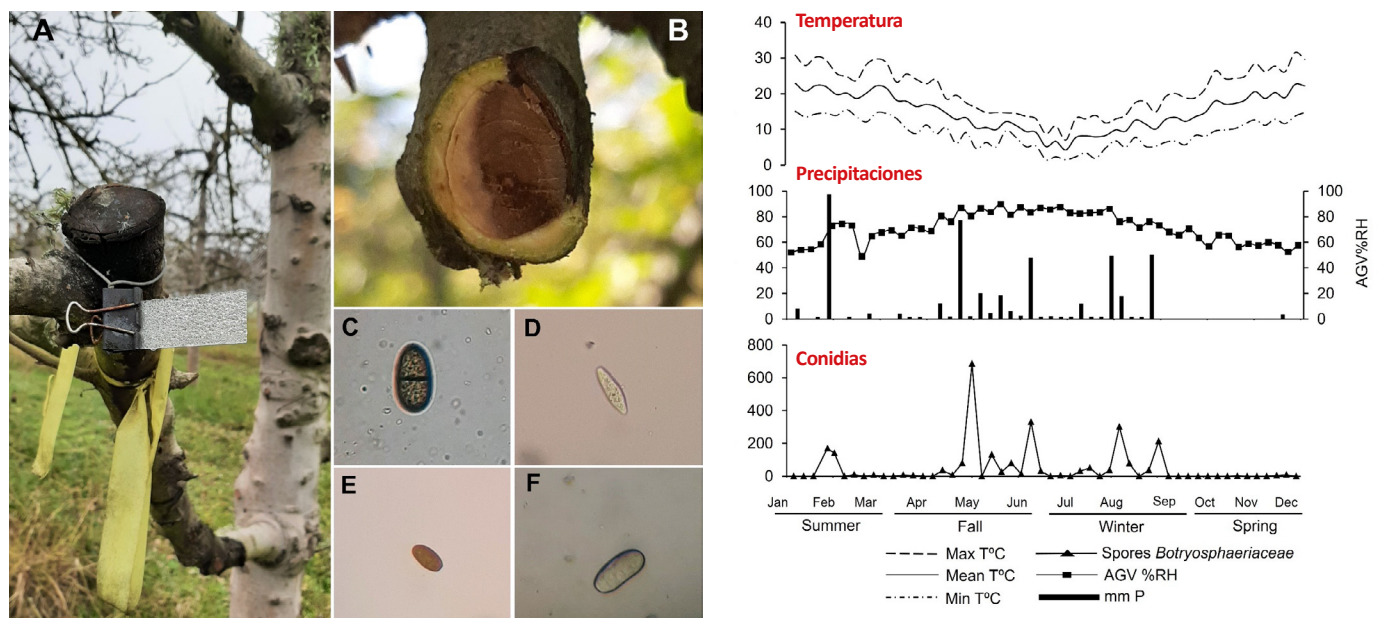 A
B
C
D
E
F
Temperatura
40
30
20
10
0
Precipitaciones
100
80
60
40
20
0
100
80
60
40
20
0
AGV%RH
Conidias
800
600
400
200
0
Jan Feb Mar Apr May Jun Jul Aug Sep Oct Nov Dec
Summer Fall Winter Spring
Max TºC Spores Botryosphaeriaceae
Mean TºC AGV %RH
Min TºC mm P